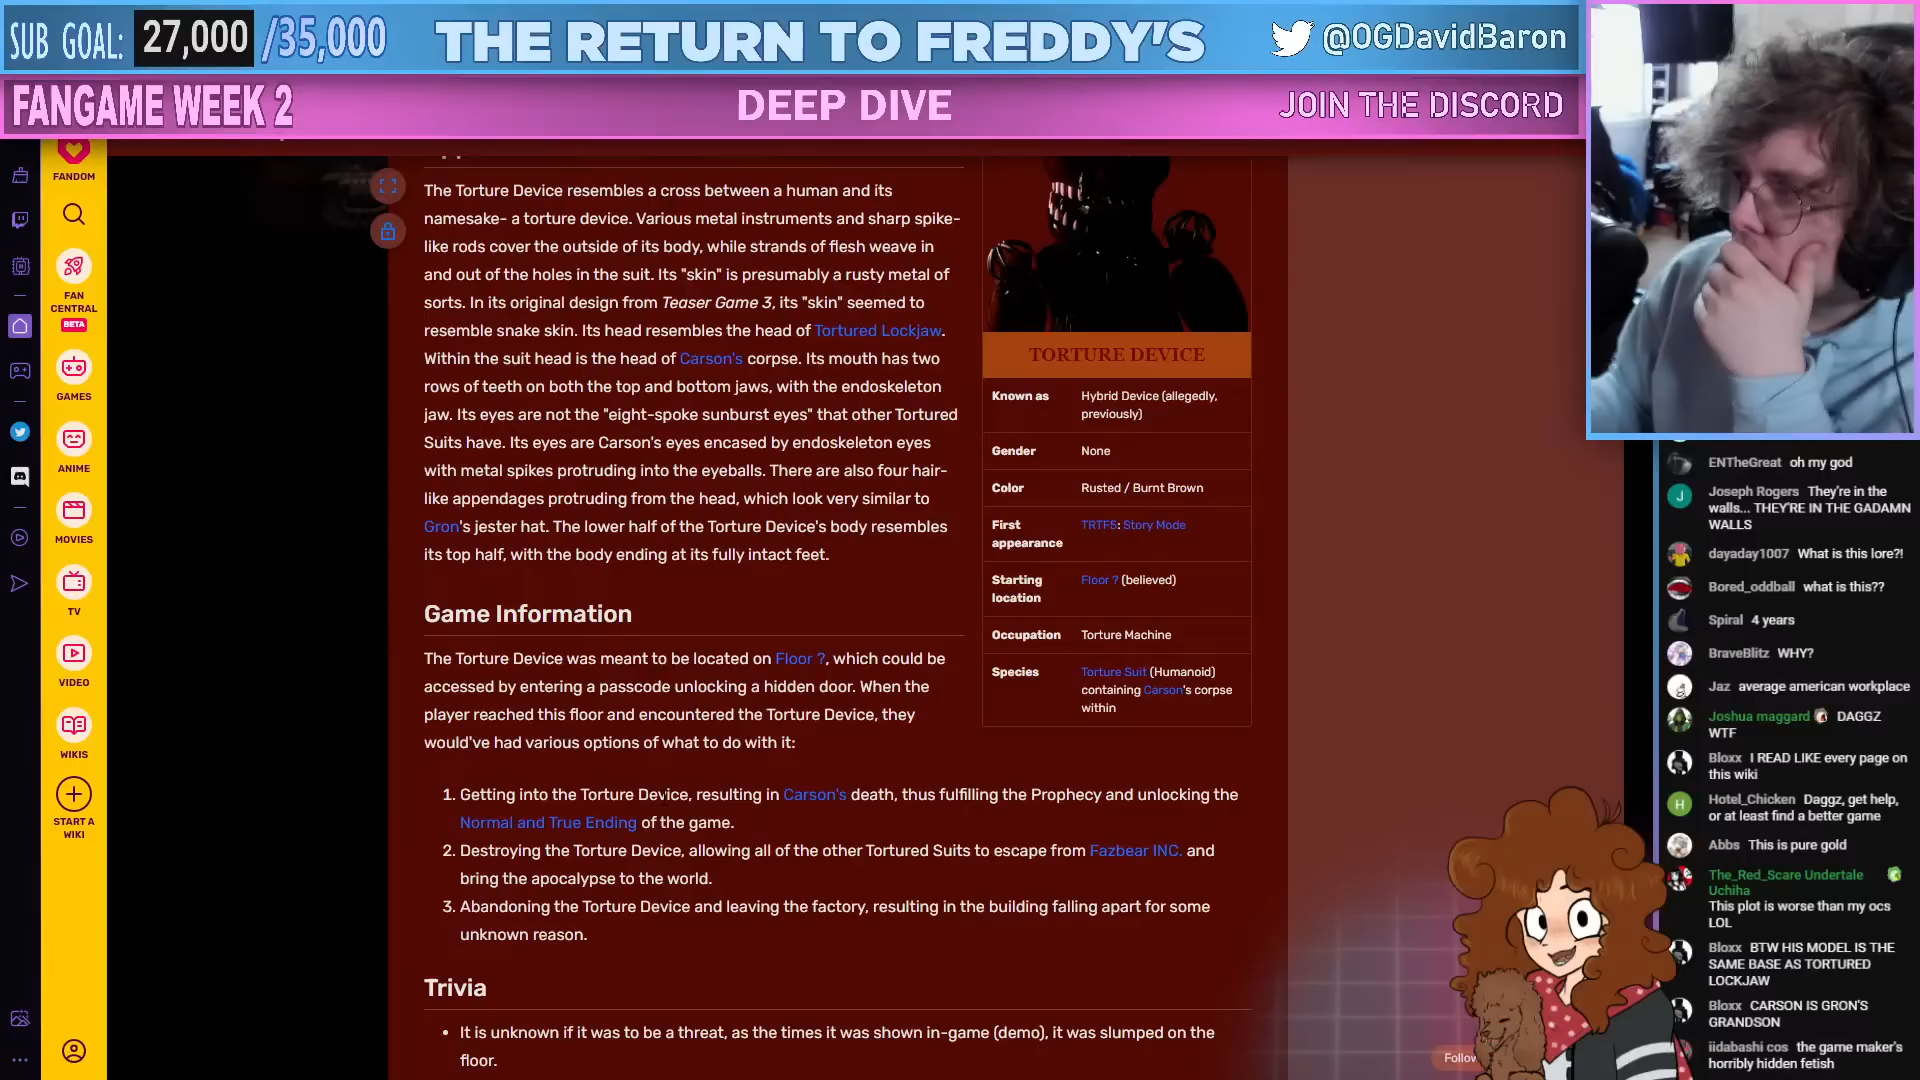 SUB GOAL: 27,000 /35,000
THE RETURN TO FREDDY'S
@OGDavidBaron
FANGAME WEEK 2
DEEP DIVE
JOIN THE DISCORD
FANDOM
FAN
CENTRAL
BETA
GAMES
ANIME
MOVIES
TV
VIDEO
WIKIS
START A
WIKI
The Torture Device resembles a cross between a human and its
namesake- a torture device. Various metal instruments and sharp spike-
like rods cover the outside of its body, while strands of flesh weave in
and out of the holes in the suit. Its "skin" is presumably a rusty metal of
sorts. In its original design from Teaser Game 3, its "skin" seemed to
resemble snake skin. Its head resembles the head of Tortured Lockjaw.
Within the suit head is the head of Carson's corpse. Its mouth has two
rows of teeth on both the top and bottom jaws, with the endoskeleton
jaw. Its eyes are not the "eight-spoke sunburst eyes" that other Tortured
Suits have. Its eyes are Carson's eyes encased by endoskeleton eyes
with metal spikes protruding into the eyeballs. There are also four hair-
like appendages protruding from the head, which look very similar to
Gron's jester hat. The lower half of the Torture Device's body resembles
its top half, with the body ending at its fully intact feet.
TORTURE DEVICE
Known as
Hybrid Device (allegedly,
previously)
Gender
None
Color
Rusted / Burnt Brown
First
appearance
TRTF5: Story Mode
Starting
location
Floor ? (believed)
Occupation
Torture Machine
Species
Torture Suit (Humanoid)
containing Carson's corpse
within
Game Information
The Torture Device was meant to be located on Floor ?, which could be
accessed by entering a passcode unlocking a hidden door. When the
player reached this floor and encountered the Torture Device, they
would've had various options of what to do with it:
1. Getting into the Torture Device, resulting in Carson's death, thus fulfilling the Prophecy and unlocking the
Normal and True Ending of the game.
2. Destroying the Torture Device, allowing all of the other Tortured Suits to escape from Fazbear INC. and
bring the apocalypse to the world.
3. Abandoning the Torture Device and leaving the factory, resulting in the building falling apart for some
unknown reason.
Trivia
• It is unknown if it was to be a threat, as the times it was shown in-game (demo), it was slumped on the
floor.
Follow
ENTheGreat oh my god
J
Joseph Rogers They're in the
walls... THEY'RE IN THE GADAMN
WALLS
dayaday1007 What is this lore?!
Bored_oddball what is this??
Spiral 4 years
BraveBlitz WHY?
Jaz average american workplace
Joshua maggard DAGGZ
WTF
Bloxx I READ LIKE every page on
this wiki
H
Hotel_Chicken Daggz, get help,
or at least find a better game
Abbs This is pure gold
The_Red_Scare Undertale
Uchiha
This plot is worse than my ocs
LOL
Bloxx BTW HIS MODEL IS THE
SAME BASE AS TORTURED
LOCKJAW
Bloxx CARSON IS GRON'S
GRANDSON
iidabashi cos the game maker's
horribly hidden fetish